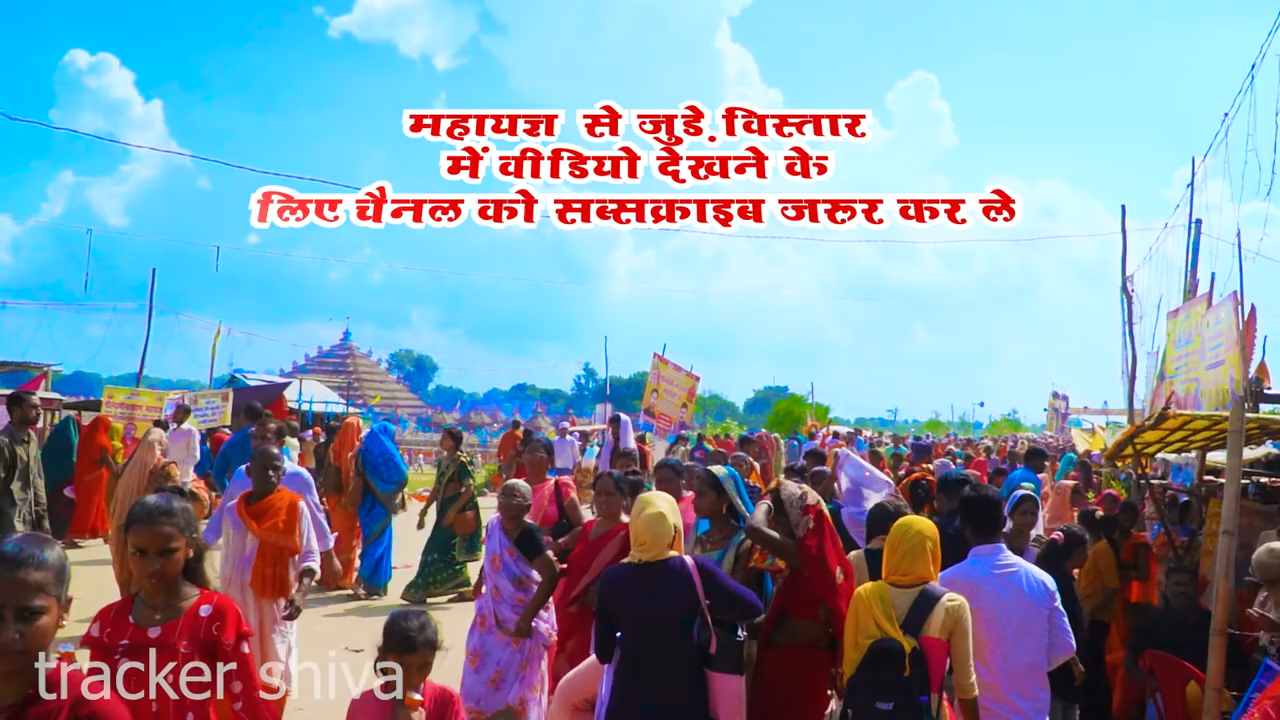 महायज्ञ से जुडे़ विस्तार
में वीडियो देखने के
लिए चैनल को सब्सक्राइब जरूर कर ले
tracker shiva